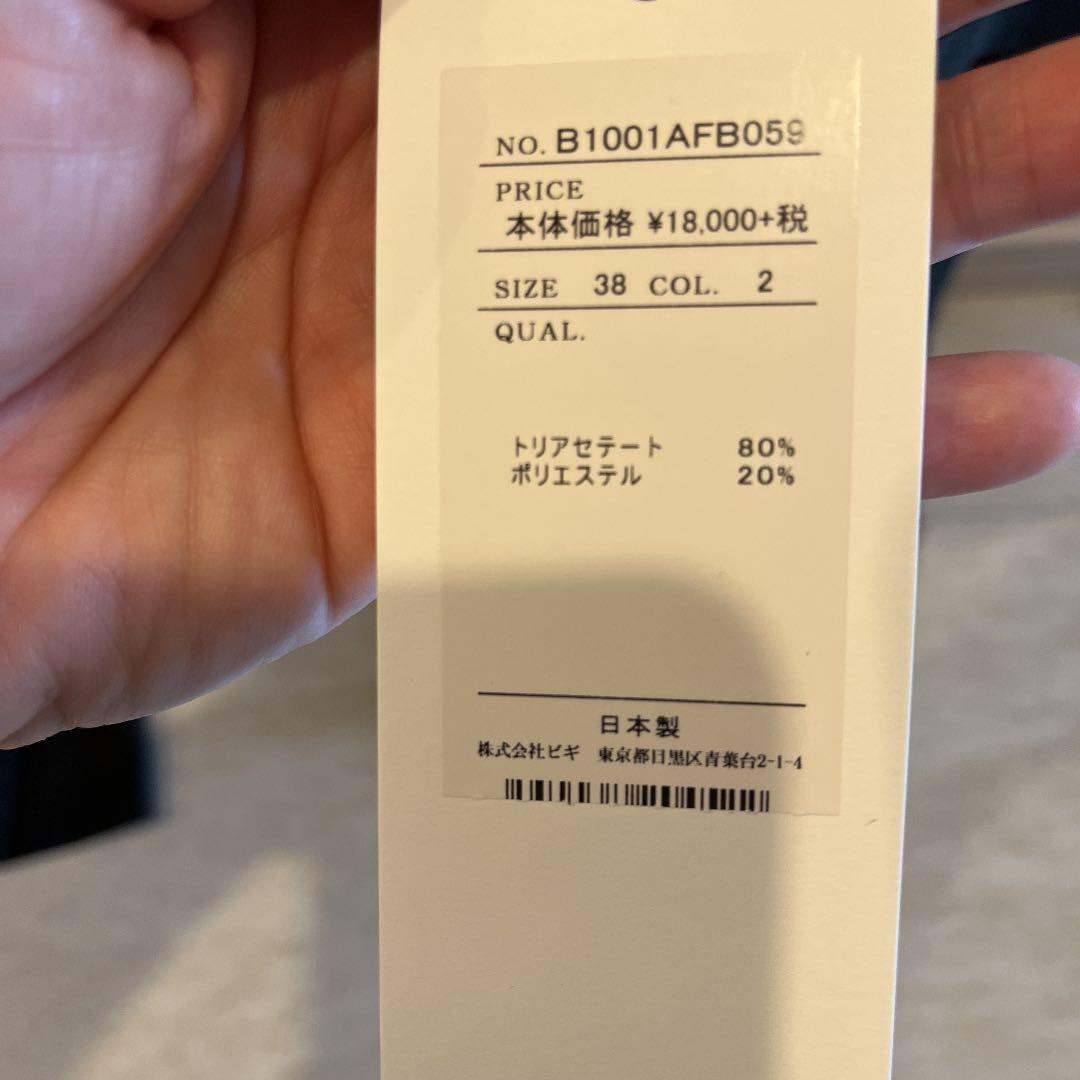 NO. B1001AFB059
PRICE
本体価格 ¥18,000+税
SIZE 38 COL. 2
QUAL.
トリアセテート 80%
ポリエステル 20%
日本製
株式会社ビギ 東京都目黒区青葉台2-1-4